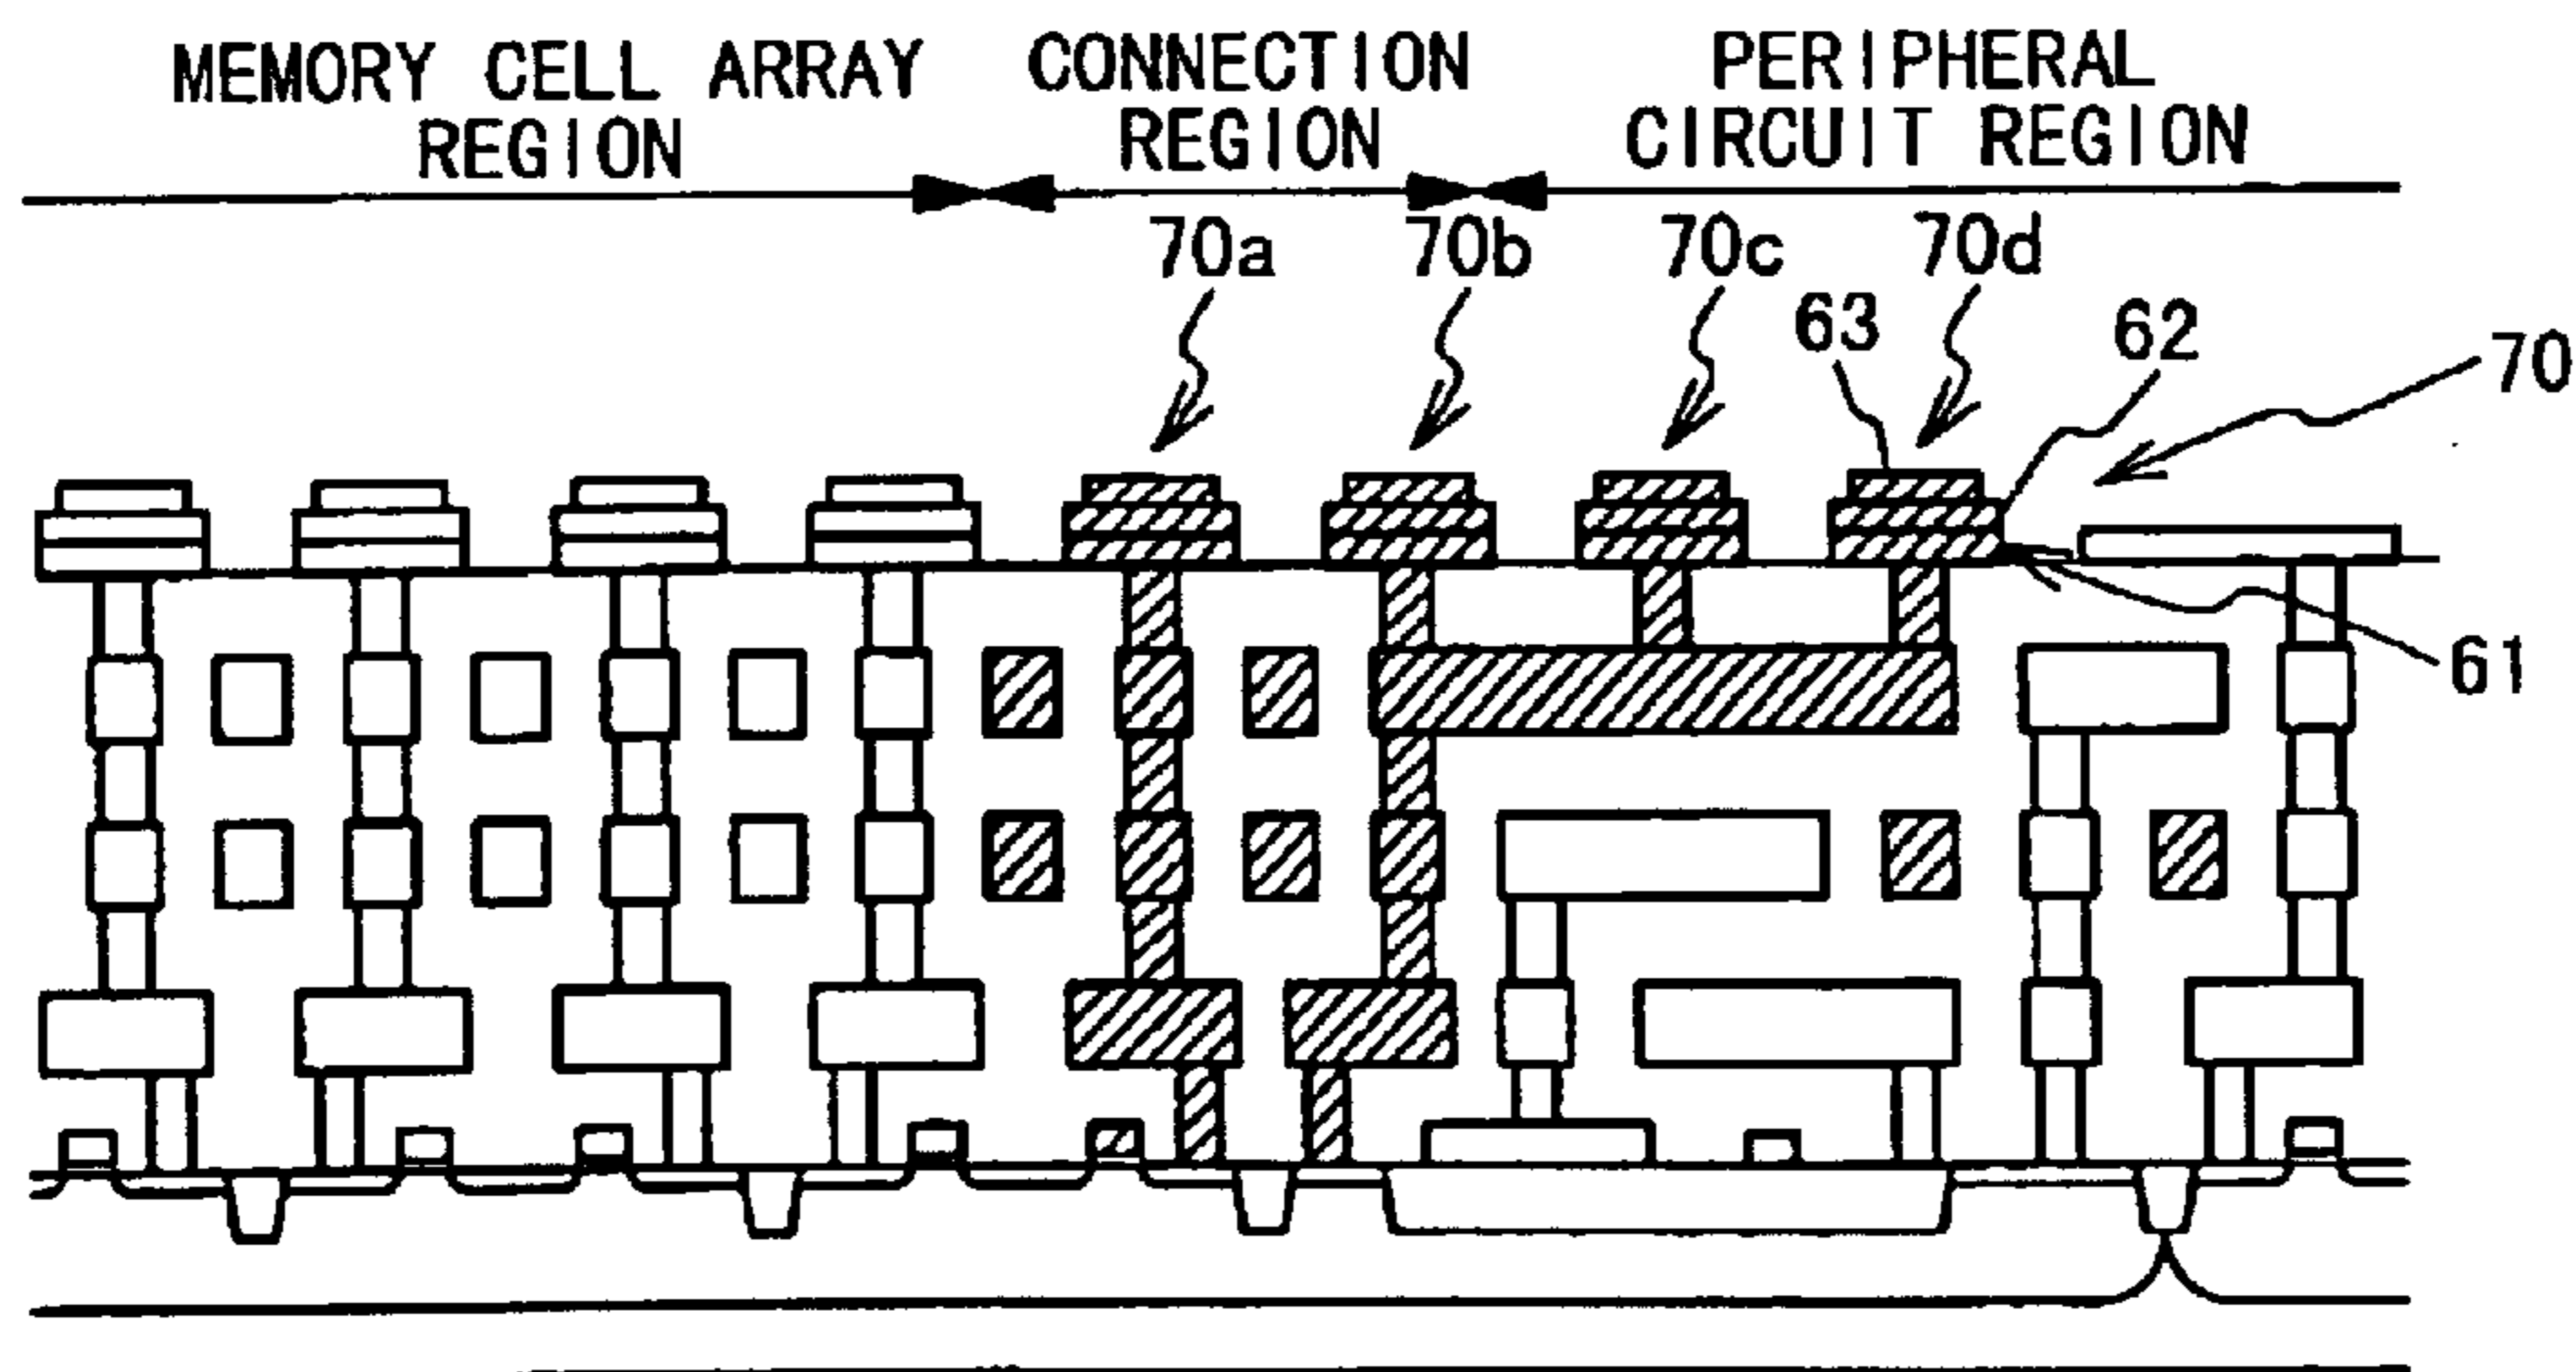 MEMORY CELL ARRAY REGION
CONNECTION REGION
PERIPHERAL CIRCUIT REGION
70a 70b 70c 70d
63 62 70
61